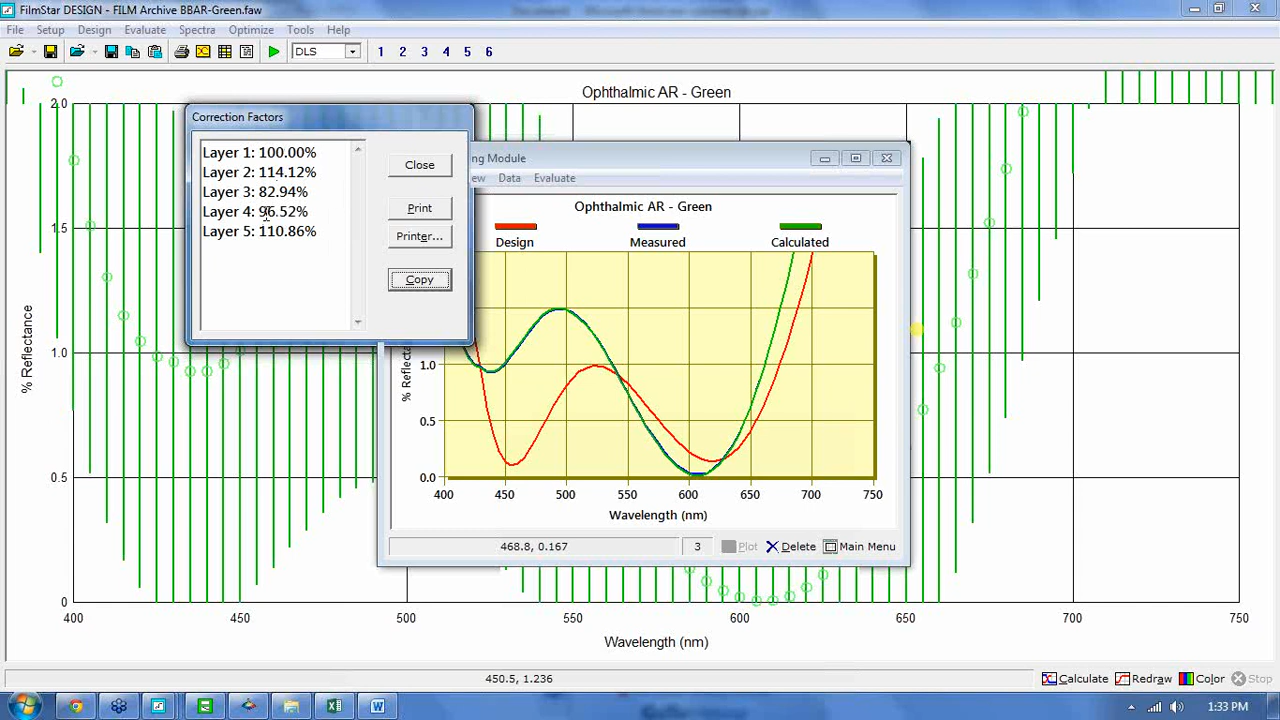 FilmStar DESIGN - FILM Archive BBAR-Green.faw
File Setup Design Evaluate Spectra Optimize Tools Help
DLS 1 2 3 4 5 6
Ophthalmic AR - Green
2.0
1.5
1.0
0.5
0
% Reflectance
400 450 500 550 600 650 700 750
Wavelength (nm)
Correction Factors
Layer 1: 100.00%
Layer 2: 114.12%
Layer 3: 82.94%
Layer 4: 96.52%
Layer 5: 110.86%
Close
Print
Printer...
Copy
Module
Data Evaluate
Ophthalmic AR - Green
Design Measured Calculated
1.0
0.5
0.0
400 450 500 550 600 650 700 750
Wavelength (nm)
468.8, 0.167 3 Plot Delete Main Menu
450.5, 1.236 Calculate Redraw Color Stop
1:33 PM